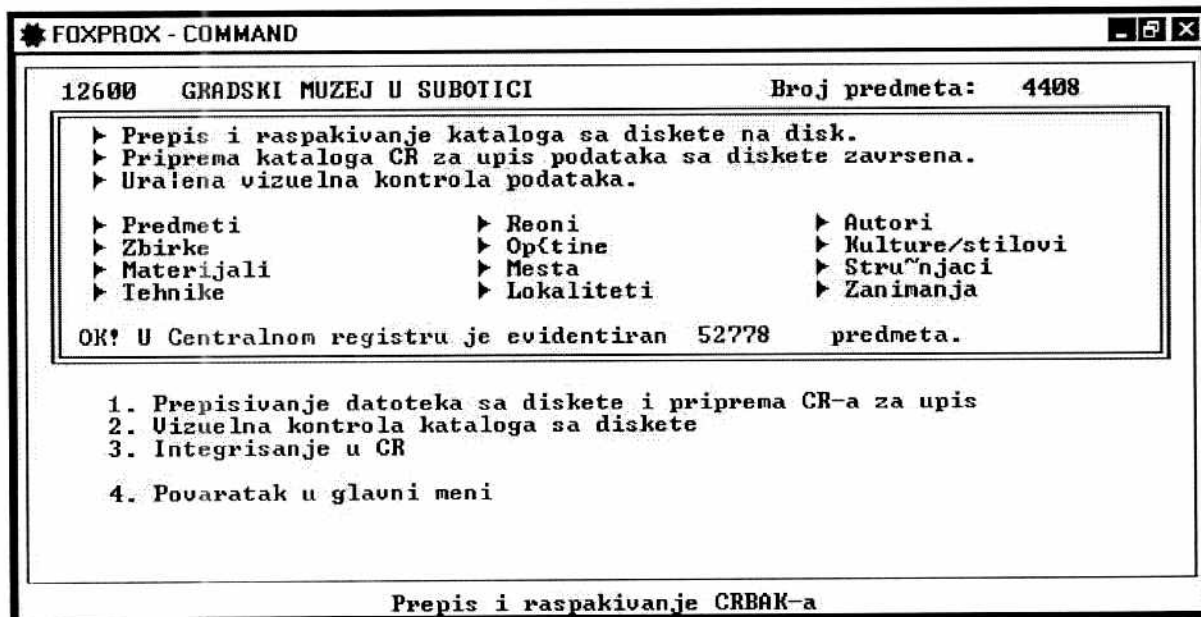 FOXPROX - COMMAND
12600 GRADSKI MUZEJ U SUBOTICI Broj predmeta: 4408
Prepis i raspakivanje kataloga sa diskete na disk.
Priprema kataloga CR za upis podataka sa diskete zavrsena.
Ura|ena vizuelna kontrola podataka.
Predmeti Reoni Autori
Zbirke Op{tine Kulture/stilovi
Materijali Mesta Stru~njaci
Tehnike Lokaliteti Zanimanja
OK! U Centralnom registru je evidentiran 52778 predmeta.
1. Prepisivanje datoteka sa diskete i priprema CR-a za upis
2. Vizuelna kontrola kataloga sa diskete
3. Integrisanje u CR
4. Povaratak u glavni meni
Prepis i raspakivanje CRBAK-a